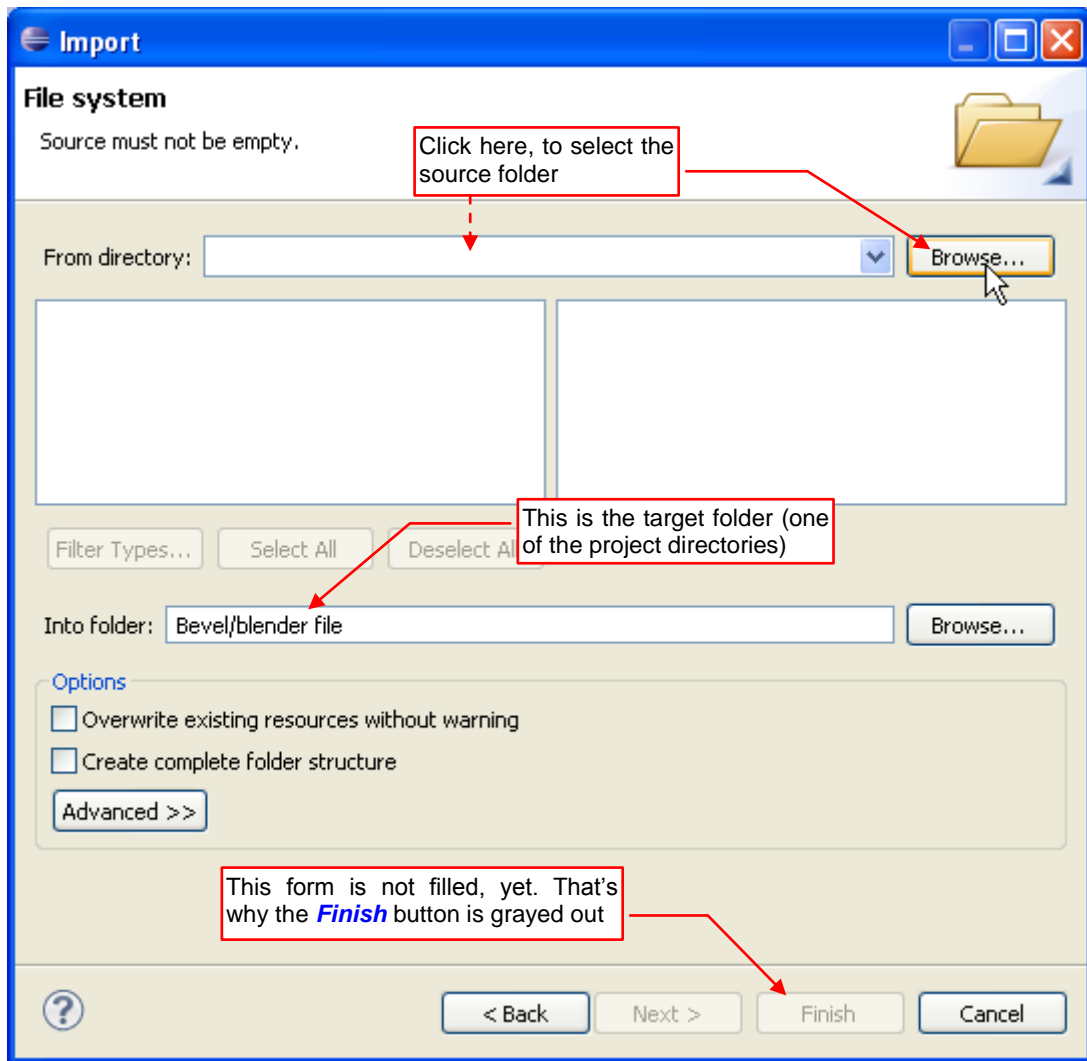 Import
File system
Source must not be empty.
Click here, to select the
source folder
From directory:
Browse...
This is the target folder (one
of the project directories)
Filter Types...
Select All
Deselect Al
Into folder:
Bevel/blender file
Browse...
Options
Overwrite existing resources without warning
Create complete folder structure
Advanced >>
This form is not filled, yet. That's
why the Finish button is grayed out
?
< Back
Next >
Finish
Cancel